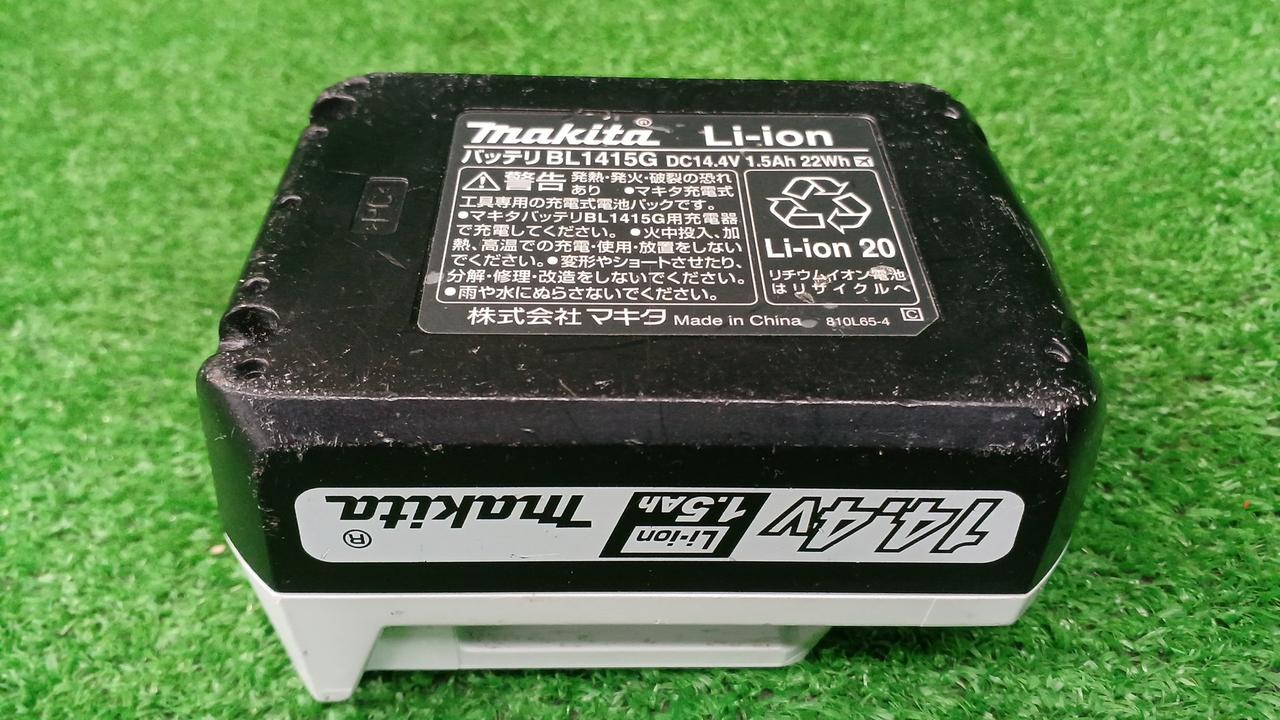 makita® Li-ion
バッテリ BL1415G DC14.4V 1.5Ah 22Wh
警告 発熱・発火・破裂の恐れ
あり ●マキタ充電式
工具専用の充電式電池パックです。
●マキタバッテリBL1415G用充電器
で充電してください。 ●火中投入、加
熱、高温での充電・使用・放置をしない
でください。●変形やショートさせたり、
分解・修理・改造をしないでください。
●雨や水にぬらさないでください。
Li-ion 20
リチウムイオン電池
はリサイクルへ
株式会社 マキタ Made in China 810L65-4 C
>PC<
14.4V Li-ion 1.5Ah makita®